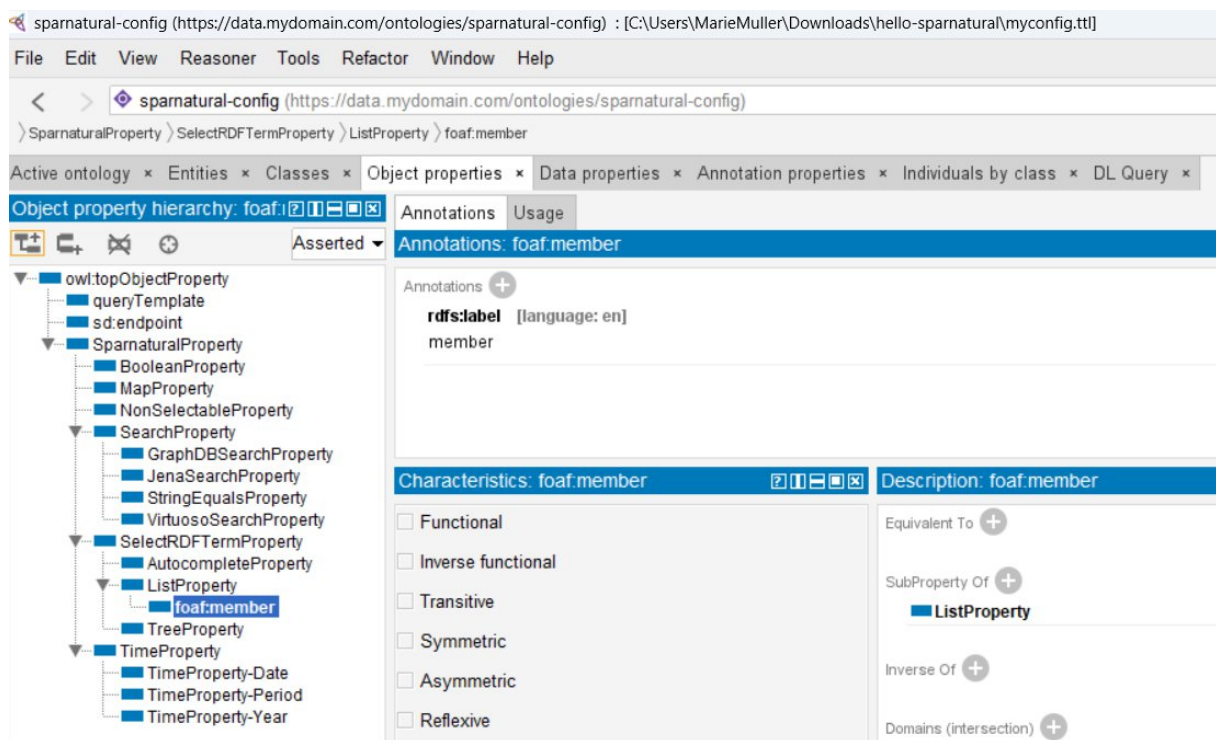 sparnatural-config (https://data.mydomain.com/ontologies/sparnatural-config) : [C:\Users\MarieMuller\Downloads\hello-sparnatural\myconfig.ttl]
File Edit View Reasoner Tools Refactor Window Help
sparnatural-config (https://data.mydomain.com/ontologies/sparnatural-config)
SparnaturalProperty SelectRDFTermProperty ListProperty foaf:member
Active ontology × Entities × Classes × Object properties × Data properties × Annotation properties × Individuals by class × DL Query ×
Object property hierarchy: foaf:
Asserted
owl:topObjectProperty
queryTemplate
sd:endpoint
SparnaturalProperty
BooleanProperty
MapProperty
NonSelectableProperty
SearchProperty
GraphDBSearchProperty
JenaSearchProperty
StringEqualsProperty
VirtuosoSearchProperty
SelectRDFTermProperty
AutocompleteProperty
ListProperty
foaf:member
TreeProperty
TimeProperty
TimeProperty-Date
TimeProperty-Period
TimeProperty-Year
Annotations Usage
Annotations: foaf:member
Annotations
rdfs:label [language: en]
member
Characteristics: foaf:member
Functional
Inverse functional
Transitive
Symmetric
Asymmetric
Reflexive
Description: foaf:member
Equivalent To
SubProperty Of
ListProperty
Inverse Of
Domains (intersection)